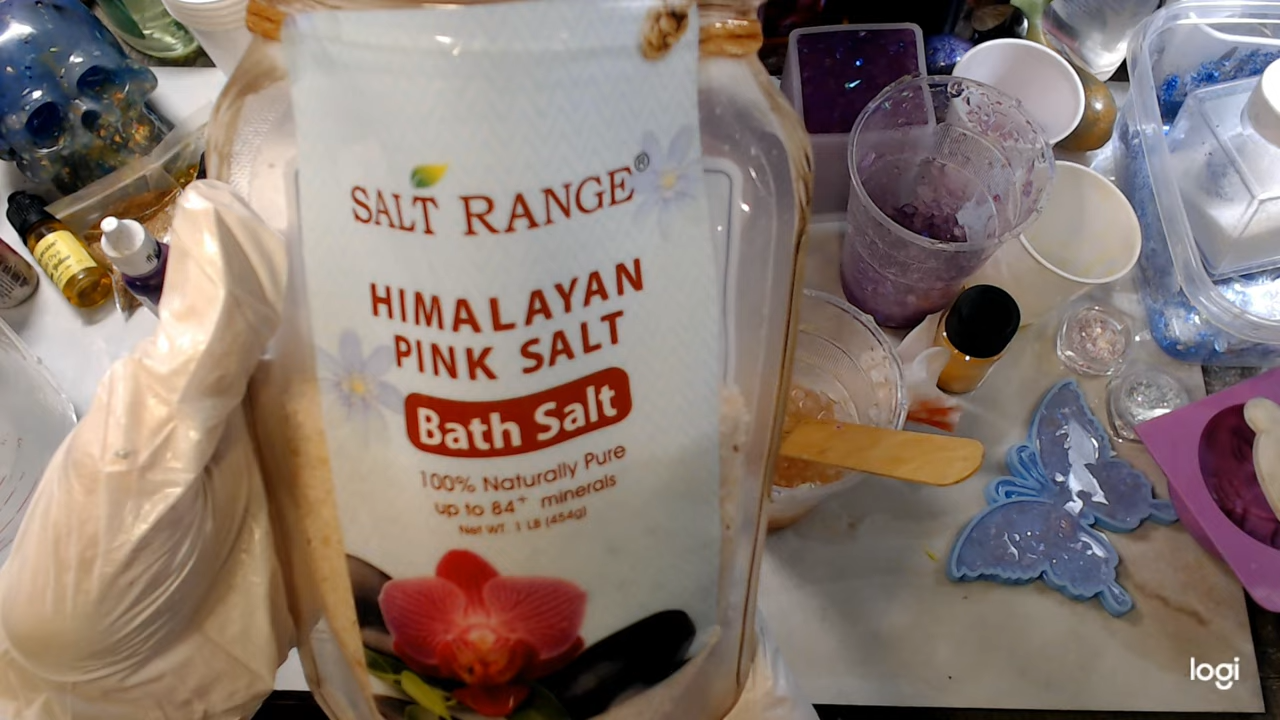 SALT RANGE®
HIMALAYAN
PINK SALT
Bath Salt
100% Naturally Pure
up to 84+ minerals
Net WT. 1 LB (454g)
logi